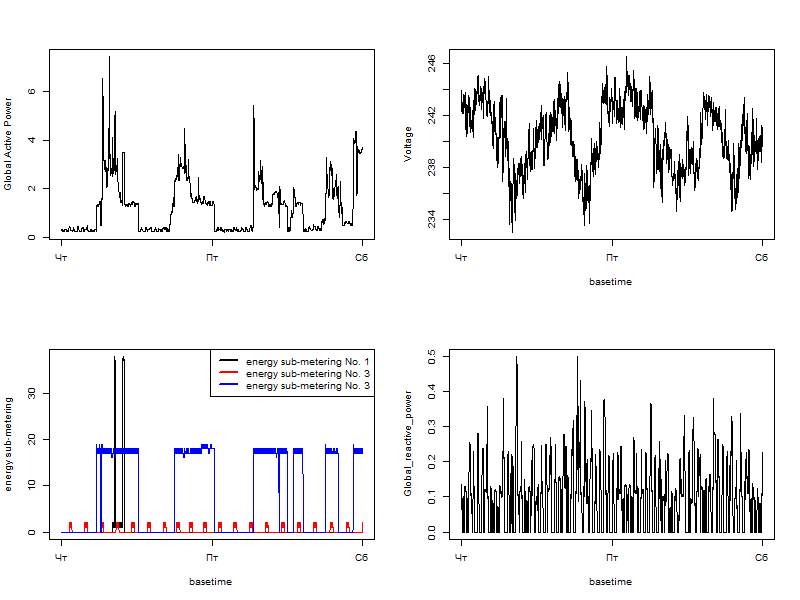 Global Active Power
0
2
4
6
Чт
Пт
Сб
Voltage
234
238
242
246
Чт
Пт
Сб
basetime
energy sub-metering
0
10
20
30
energy sub-metering No. 1
energy sub-metering No. 3
energy sub-metering No. 3
Чт
Пт
Сб
basetime
Global_reactive_power
0.0
0.1
0.2
0.3
0.4
0.5
Чт
Пт
Сб
basetime